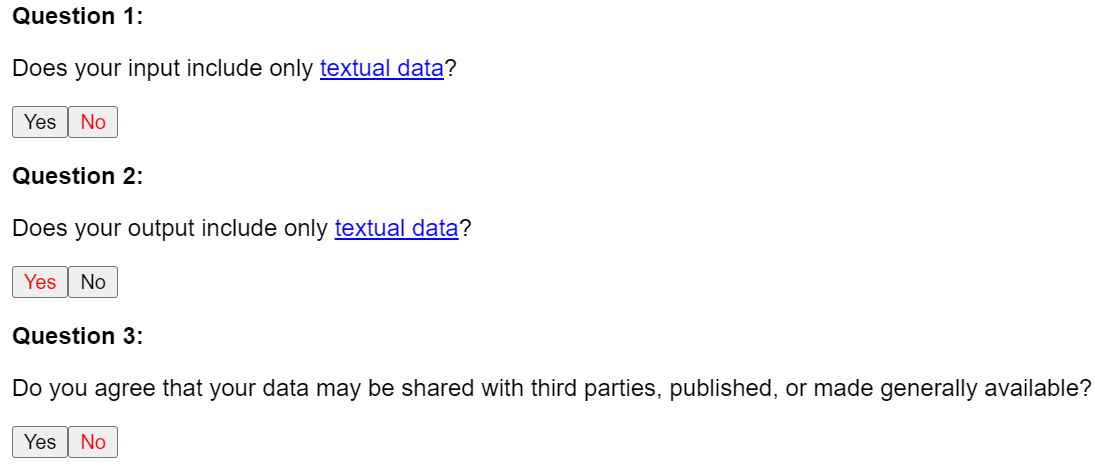 Question 1:
Does your input include only textual data?
Yes No
Question 2:
Does your output include only textual data?
Yes No
Question 3:
Do you agree that your data may be shared with third parties, published, or made generally available?
Yes No